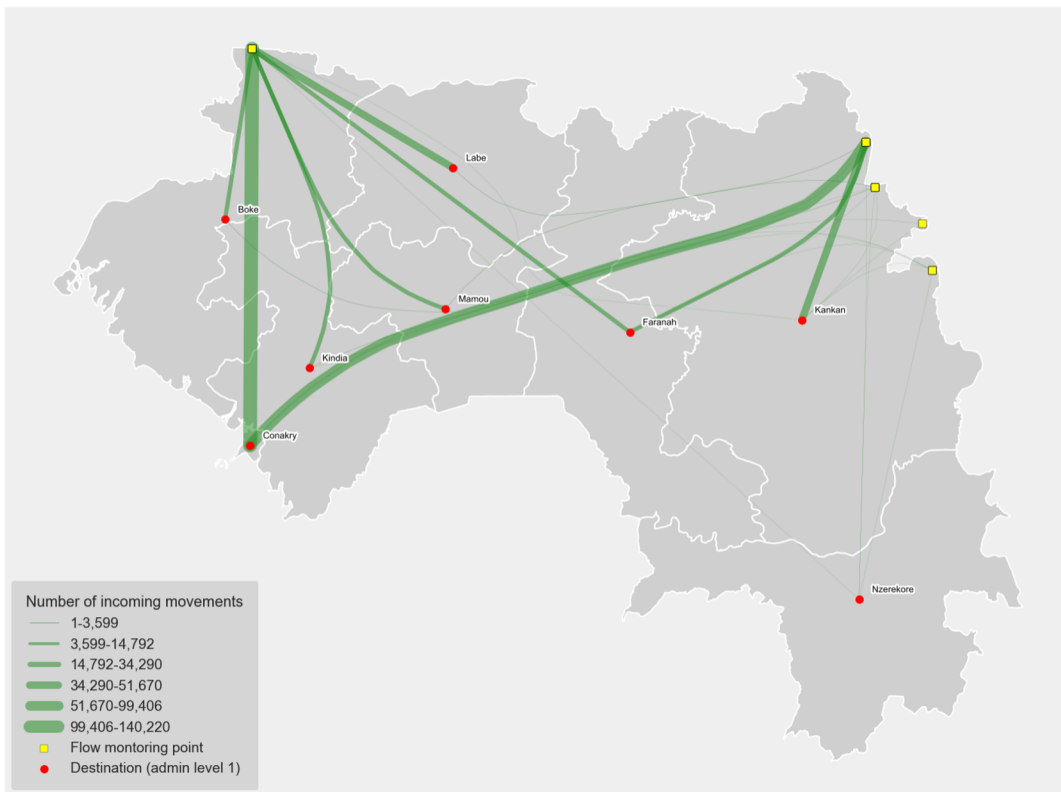 Labe
Boke
Mamou
Kankan
Faranah
Kindia
Conakry
Nzerekore
Number of incoming movements
1-3,599
3,599-14,792
14,792-34,290
34,290-51,670
51,670-99,406
99,406-140,220
Flow montoring point
Destination (admin level 1)